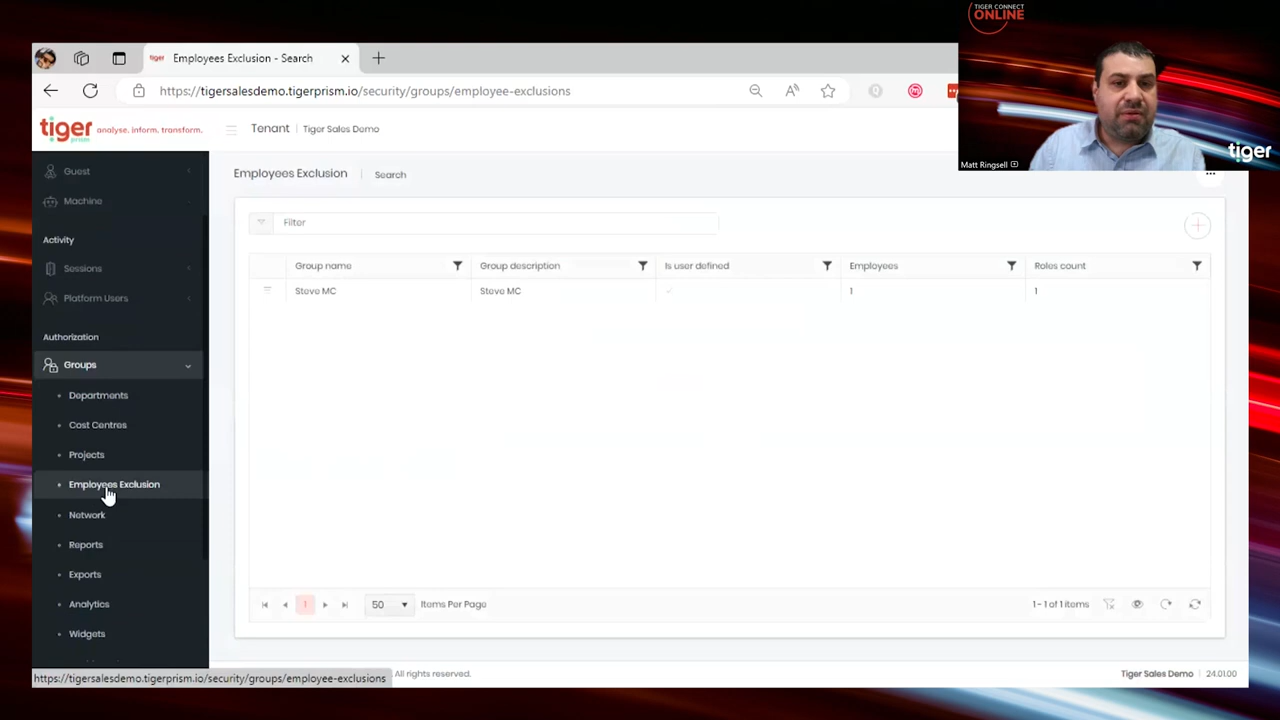 TIGER CONNECT
ONLINE
Employees Exclusion - Search
https://tigersalesdemo.tigerprism.io/security/groups/employee-exclusions
tiger
prism
analyse. inform. transform.
Tenant | Tiger Sales Demo
Matt Ringsell
tiger
Guest
Machine
Activity
Sessions
Platform Users
Authorization
Groups
Departments
Cost Centres
Projects
Employees Exclusion
Network
Reports
Exports
Analytics
Widgets
Employees Exclusion | Search
Filter
Group name Group description Is user defined Employees Roles count
Steve MC Steve MC 1 1
1 50 Items Per Page 1 - 1 of 1 items
https://tigersalesdemo.tigerprism.io/security/groups/employee-exclusions
All rights reserved. Tiger Sales Demo | 24.01.00